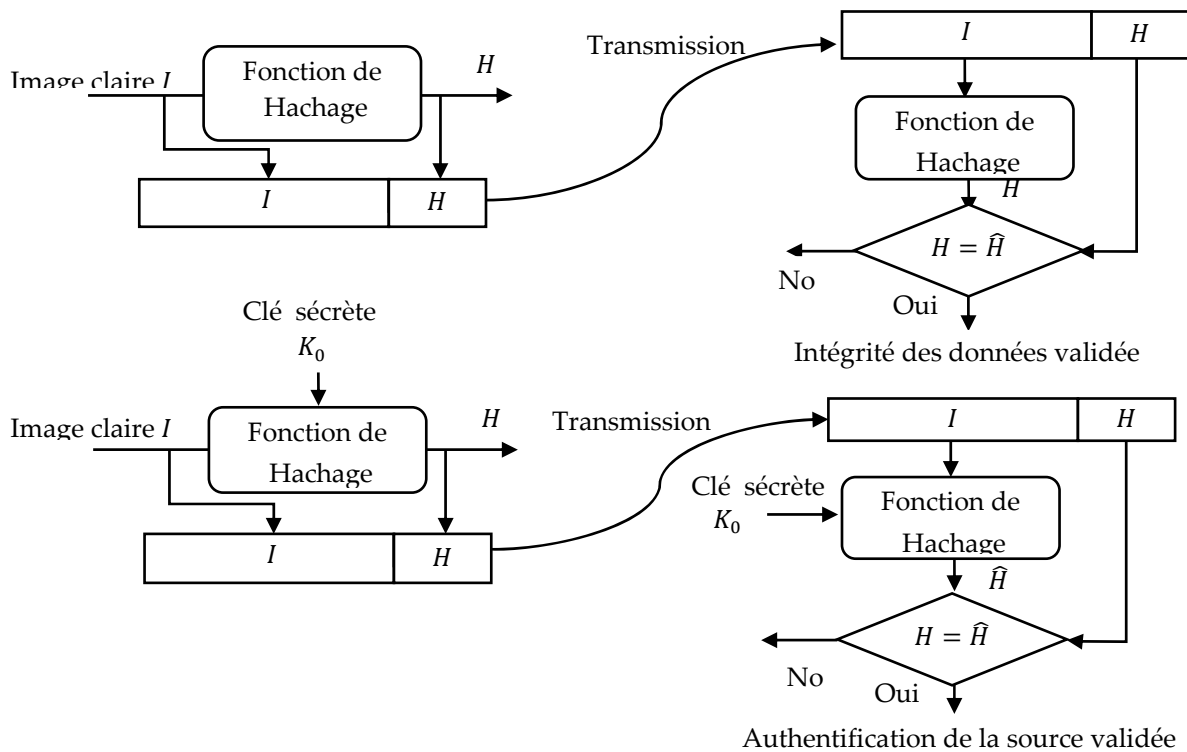 Image claire I
Fonction de
Hachage
H
I
H
Transmission
I
H
Fonction de
Hachage
H
H = Ĥ
No
Oui
Intégrité des données validée
Clé sécrète
K₀
Image claire I
Fonction de
Hachage
H
I
H
Transmission
I
H
Clé sécrète
K₀
Fonction de
Hachage
Ĥ
H = Ĥ
No
Oui
Authentification de la source validée